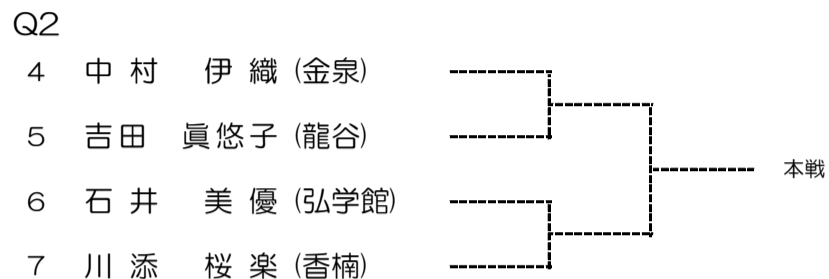 Q2
4 中村 伊織 (金泉)
5 吉田 眞悠子 (龍谷)
6 石井 美優 (弘学館)
本戦
7 川添 桜楽 (香楠)